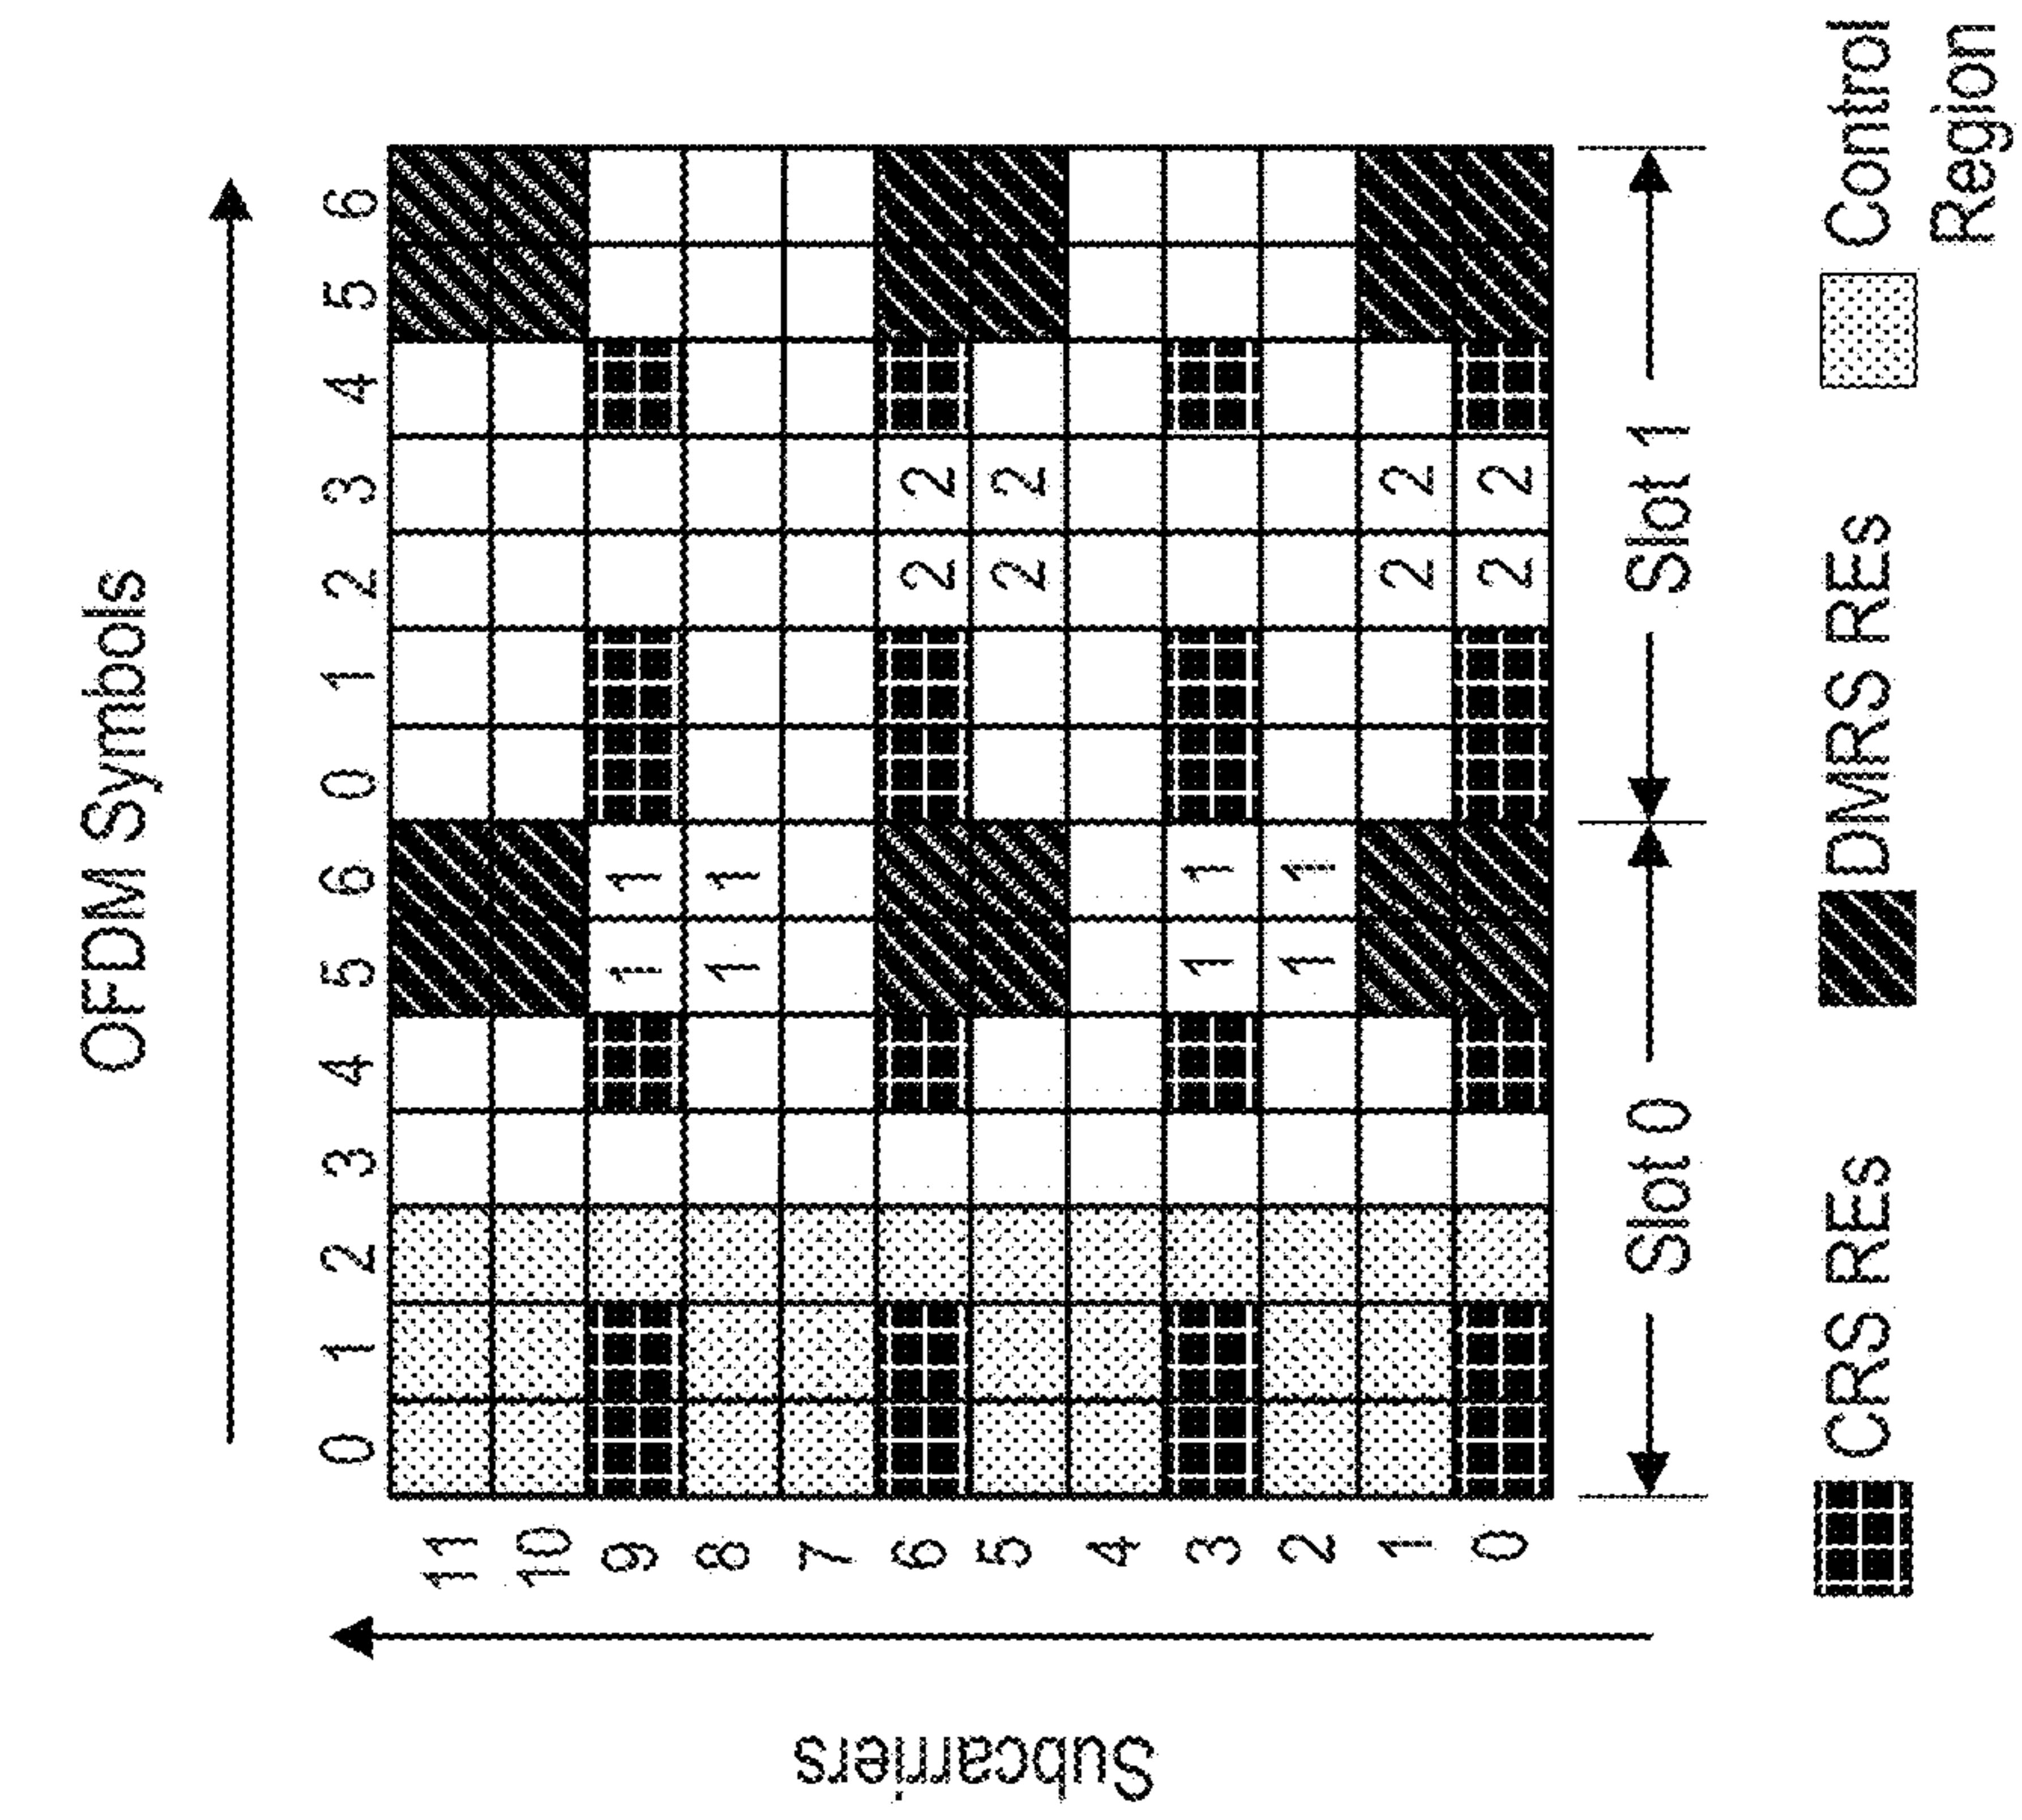 OFDM Symbols
0 1 2 3 4 5 6 0 1 2 3 4 5 6
Subcarriers
11
10
9 1 1
8 1 1
7
6 2 2
5 2 2
4
3 1 1
2 1 1
1 2 2
0 2 2
Slot 0 Slot 1
CRS REs DMRS REs Control
Region